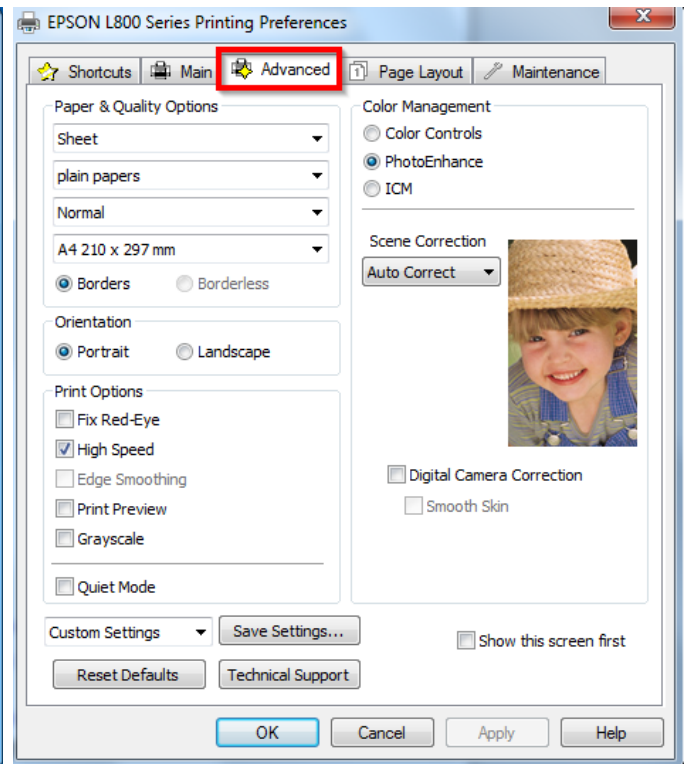 EPSON L800 Series Printing Preferences
Shortcuts Main Advanced 1 Page Layout Maintenance
Paper & Quality Options
Sheet
plain papers
Normal
A4 210 x 297 mm
Borders Borderless
Orientation
Portrait Landscape
Print Options
Fix Red-Eye
High Speed
Edge Smoothing
Print Preview
Grayscale
Quiet Mode
Color Management
Color Controls
PhotoEnhance
ICM
Scene Correction
Auto Correct
Digital Camera Correction
Smooth Skin
Custom Settings Save Settings... Show this screen first
Reset Defaults Technical Support
OK Cancel Apply Help